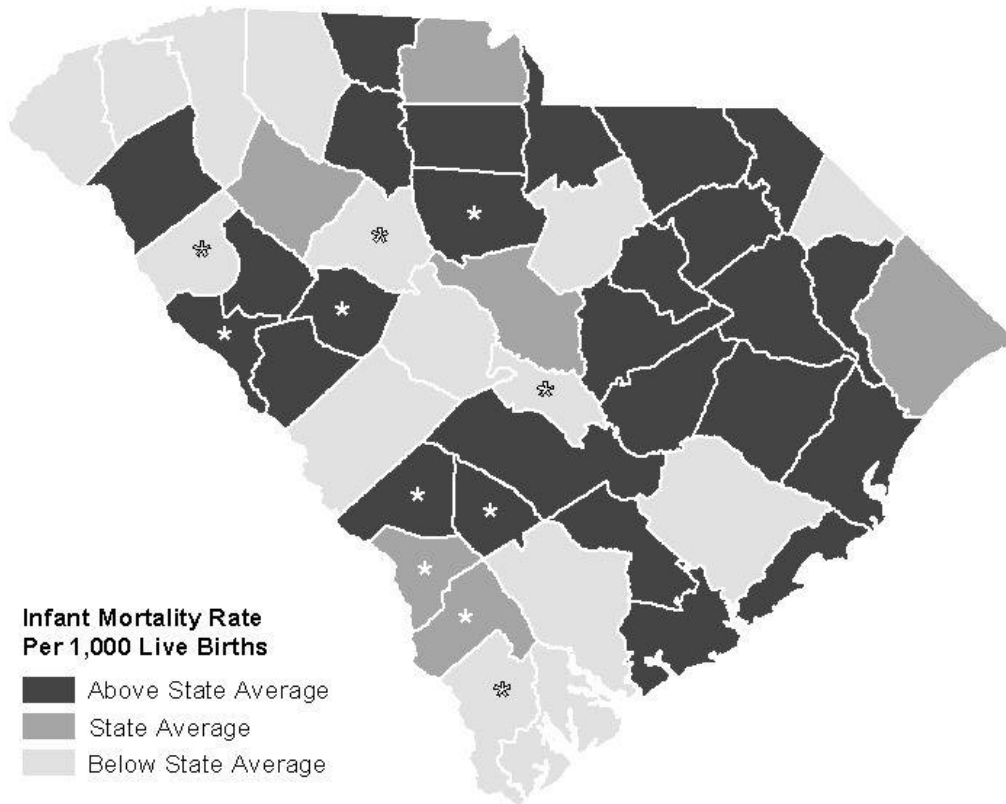 *
*
*
*
*
*
*
*
*
*
*
Infant Mortality Rate
Per 1,000 Live Births
Above State Average
State Average
Below State Average